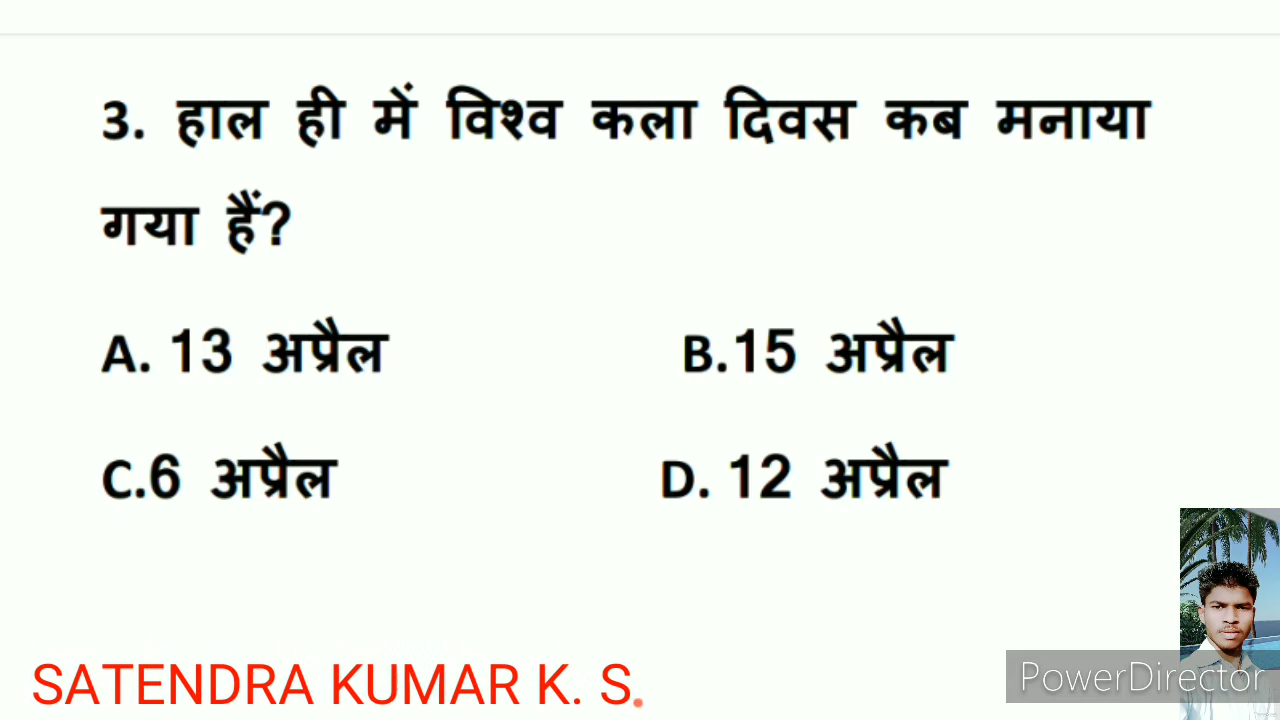 3. हाल ही में विश्व कला दिवस कब मनाया
गया हैं?
A. 13 अप्रैल B.15 अप्रैल
C.6 अप्रैल D. 12 अप्रैल
SATENDRA KUMAR K. S.
PowerDirector